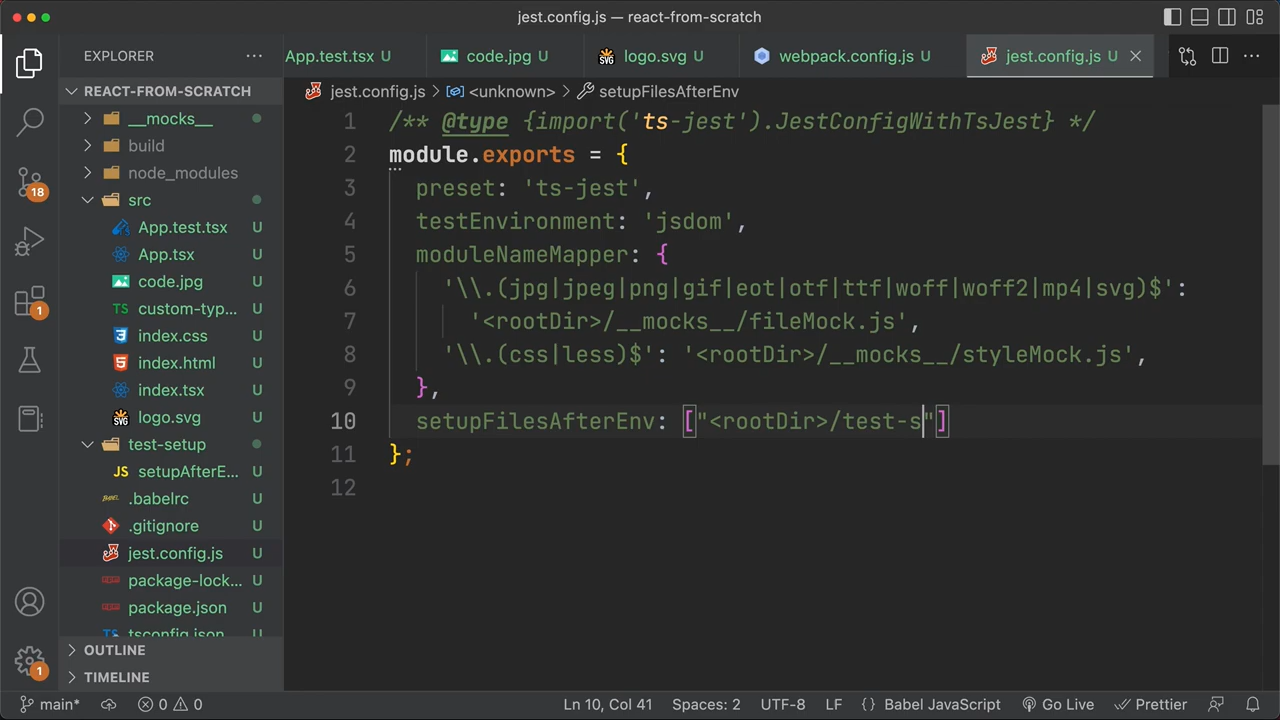 jest.config.js — react-from-scratch
EXPLORER
App.test.tsx U
code.jpg U
logo.svg U
webpack.config.js U
jest.config.js U
REACT-FROM-SCRATCH
jest.config.js > <unknown> > setupFilesAfterEnv
__mocks__
build
node_modules
src
App.test.tsx U
App.tsx U
code.jpg U
custom-typ... U
index.css U
index.html U
index.tsx U
logo.svg U
test-setup
setupAfterE... U
.babelrc U
.gitignore U
jest.config.js U
package-lock... U
package.json U
tsconfig.json U
OUTLINE
TIMELINE
18
1
1
1 /** @type {import('ts-jest').JestConfigWithTsJest} */
2 module.exports = {
3 preset: 'ts-jest',
4 testEnvironment: 'jsdom',
5 moduleNameMapper: {
6 '\\.(jpg|jpeg|png|gif|eot|otf|ttf|woff|woff2|mp4|svg)$':
7 '<rootDir>/__mocks__/fileMock.js',
8 '\\.(css|less)$': '<rootDir>/__mocks__/styleMock.js',
9 },
10 setupFilesAfterEnv: ["<rootDir>/test-s"]
11 };
12
main* 0 0 Ln 10, Col 41 Spaces: 2 UTF-8 LF {} Babel JavaScript Go Live Prettier